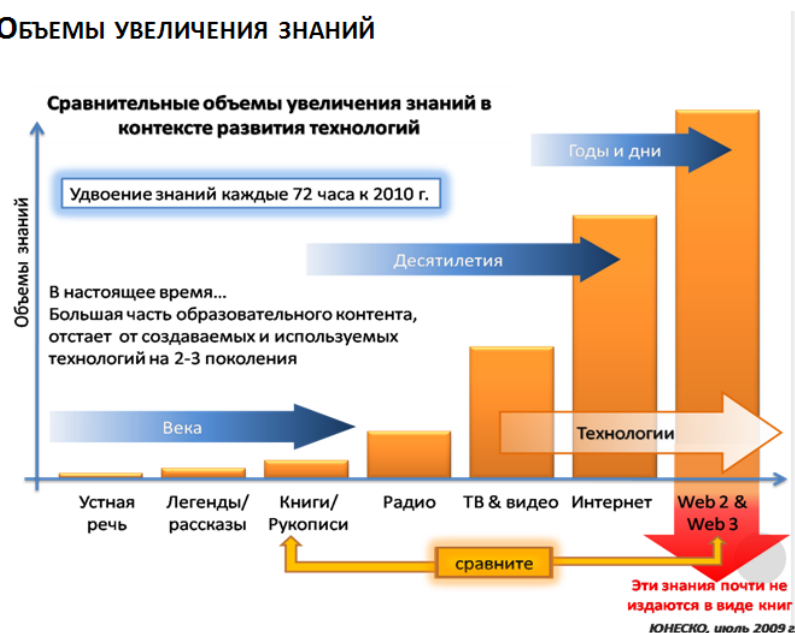 ОБЪЕМЫ УВЕЛИЧЕНИЯ ЗНАНИЙ
Сравнительные объемы увеличения знаний в
контексте развития технологий
Годы и дни
Удвоение знаний каждые 72 часа к 2010 г.
Объемы знаний
Десятилетия
В настоящее время...
Большая часть образовательного контента,
отстает от создаваемых и используемых
технологий на 2-3 поколения
Века
Технологии
Устная
речь
Легенды/
рассказы
Книги/
Рукописи
Радио
ТВ & видео
Интернет
Web 2 &
Web 3
сравните
Эти знания почти не
издаются в виде книг
ЮНЕСКО, июль 2009 г